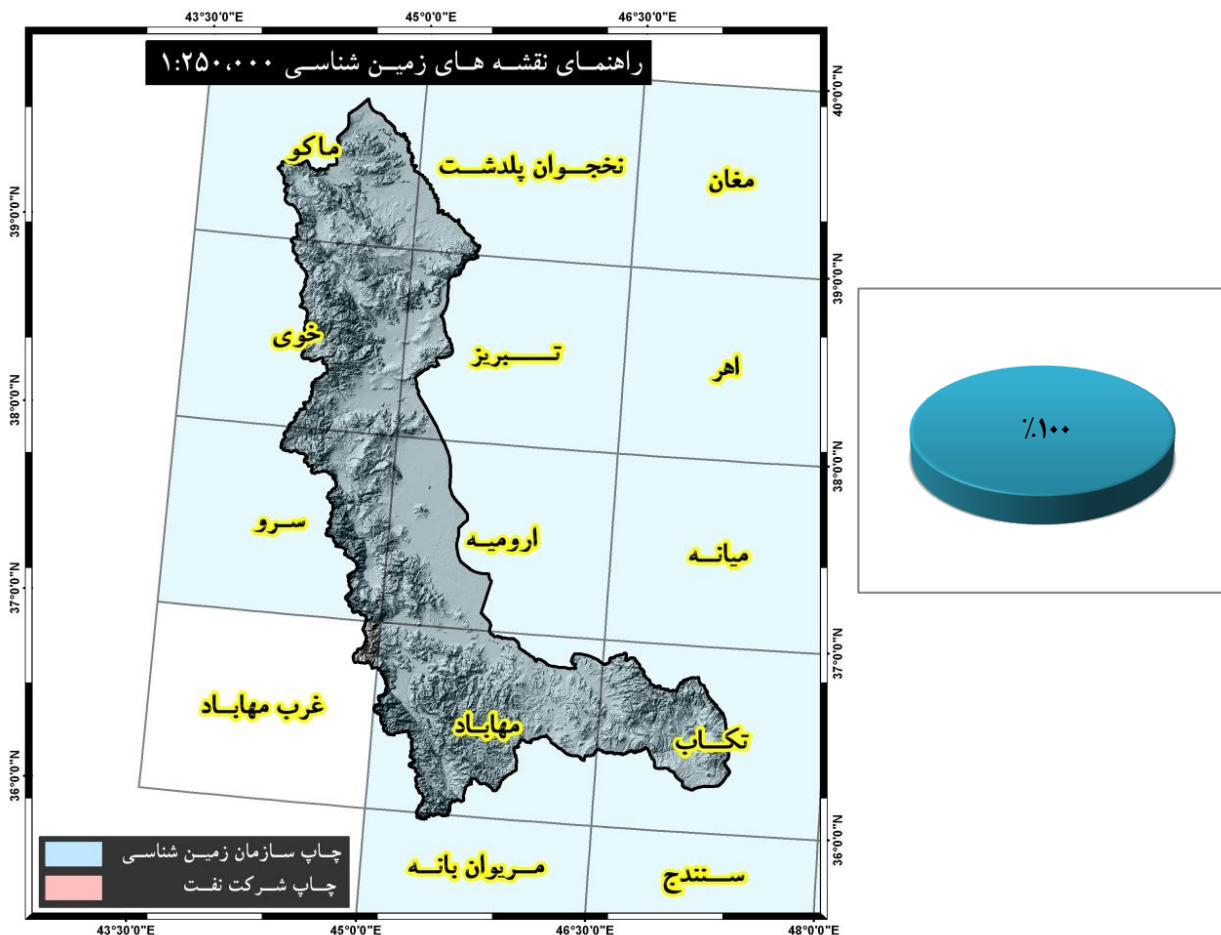 43°30'0"E 45°0'0"E 46°30'0"E
راهنمای نقشه های زمین شناسی ۱:۲۵۰،۰۰۰
40°0'0"N
ماکو
نخجوان پلدشت
مغان
39°0'0"N
39°0'0"N
خوی
تبریز
اهر
38°0'0"N
38°0'0"N
٪۱۰۰
سرو
ارومیه
میانه
37°0'0"N
37°0'0"N
غرب مهاباد
مهاباد
تکاب
36°0'0"N
36°0'0"N
چاپ سازمان زمین شناسی
چاپ شرکت نفت
مریوان بانه
سنندج
43°30'0"E 45°0'0"E 46°30'0"E 48°0'0"E